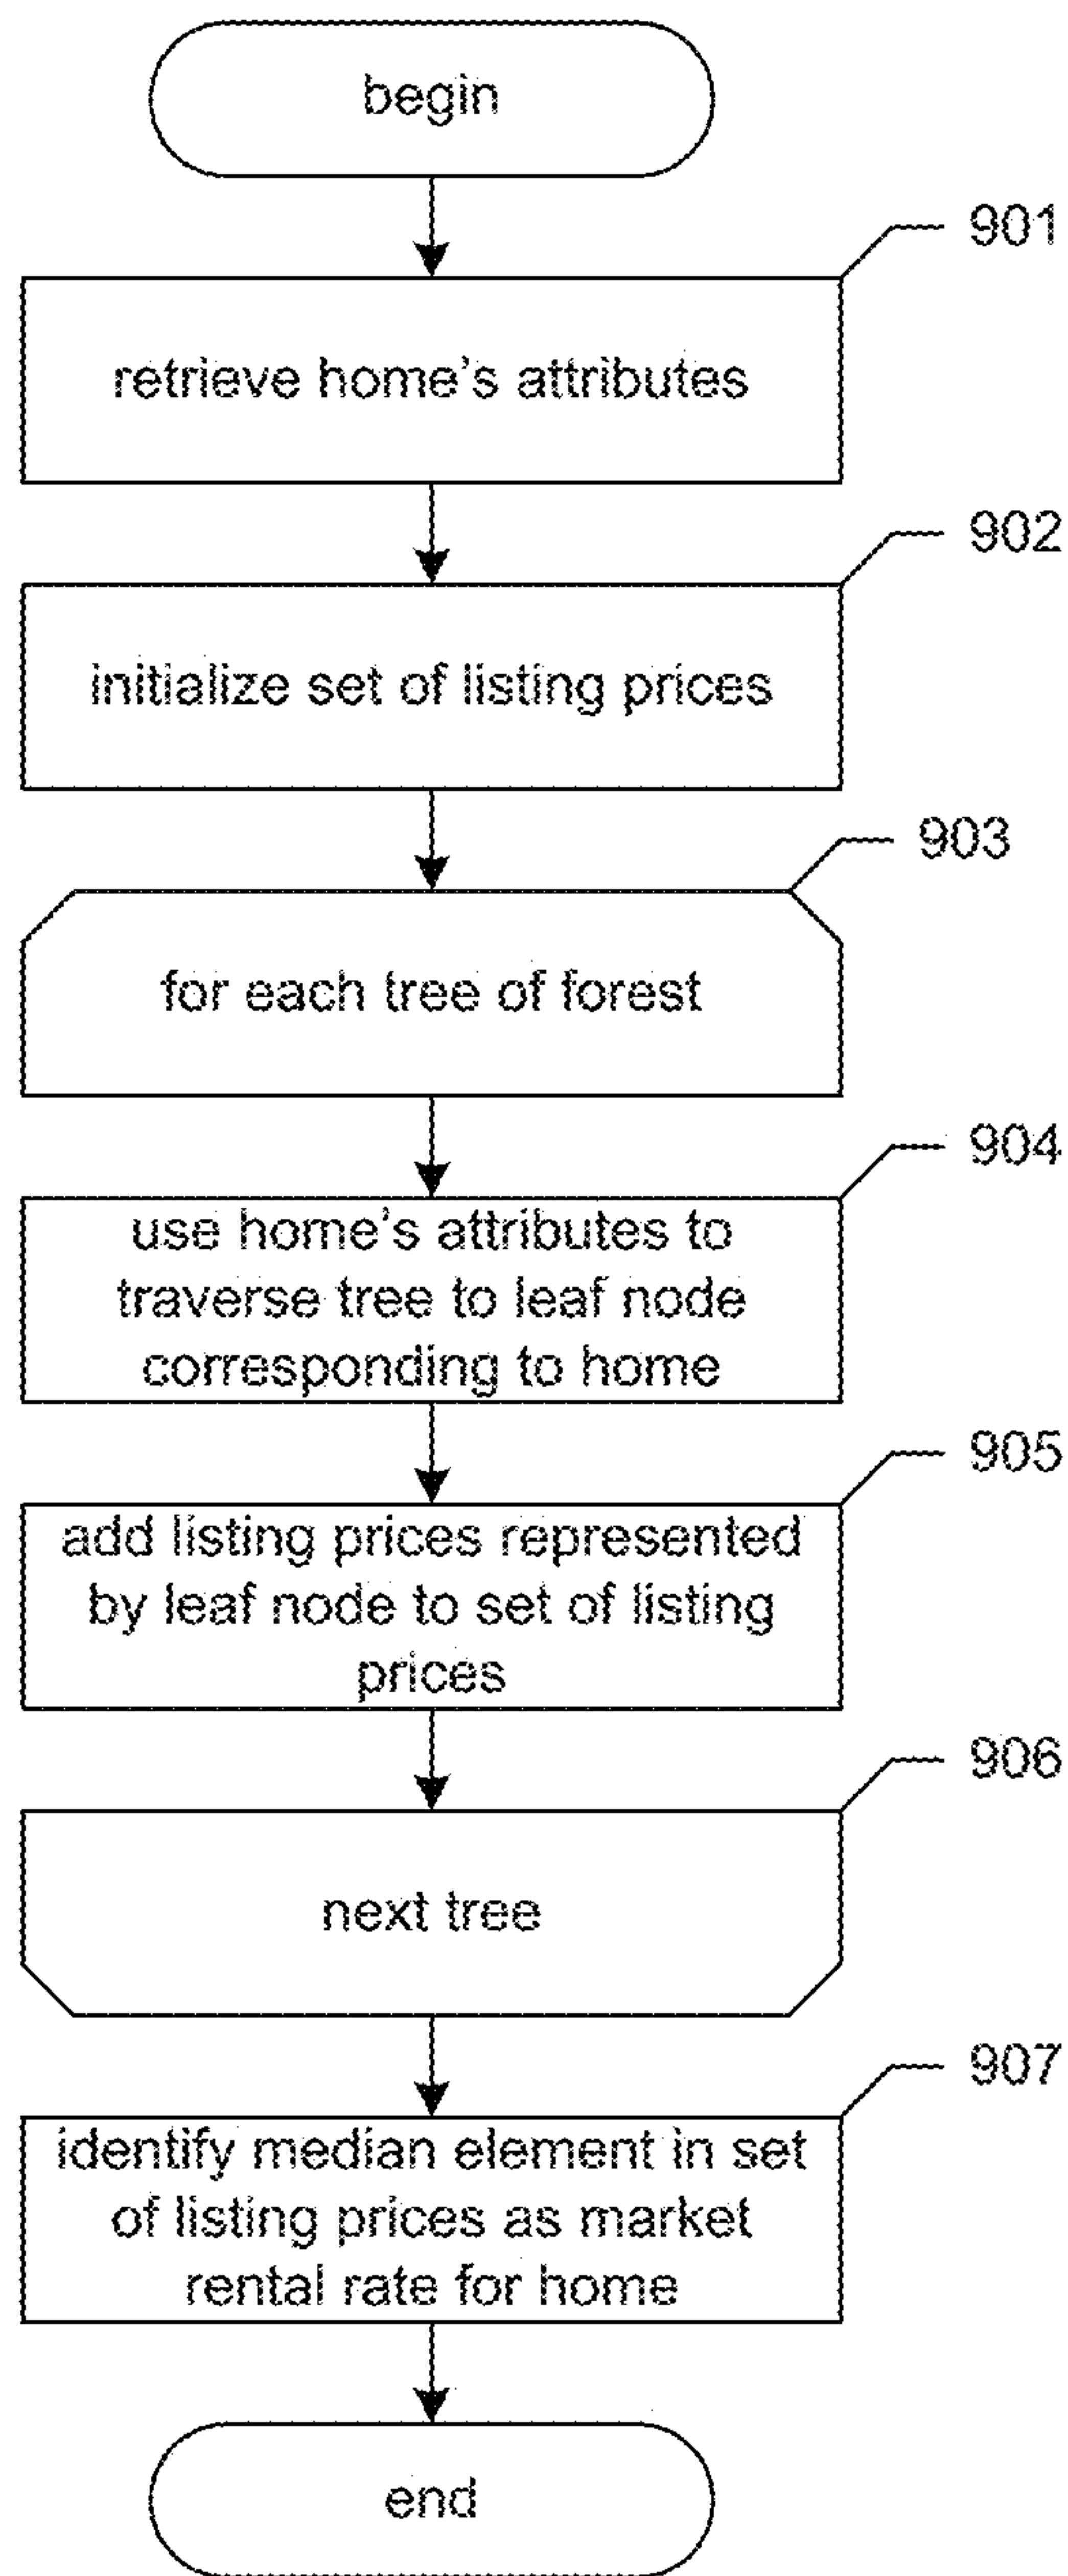 begin
901
retrieve home's attributes
902
initialize set of listing prices
903
for each tree of forest
904
use home's attributes to
traverse tree to leaf node
corresponding to home
905
add listing prices represented
by leaf node to set of listing
prices
906
next tree
907
identify median element in set
of listing prices as market
rental rate for home
end